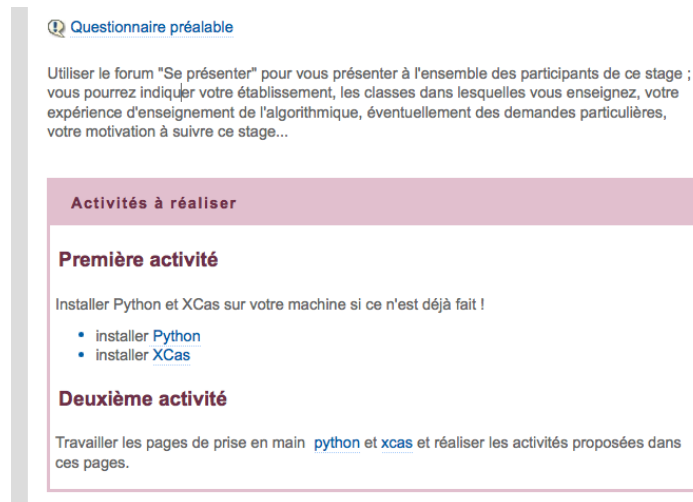 Questionnaire préalable
Utiliser le forum "Se présenter" pour vous présenter à l'ensemble des participants de ce stage ;
vous pourrez indiquer votre établissement, les classes dans lesquelles vous enseignez, votre
expérience d'enseignement de l'algorithmique, éventuellement des demandes particulières,
votre motivation à suivre ce stage...
Activités à réaliser
Première activité
Installer Python et XCas sur votre machine si ce n'est déjà fait !
• installer Python
• installer XCas
Deuxième activité
Travailler les pages de prise en main python et xcas et réaliser les activités proposées dans
ces pages.